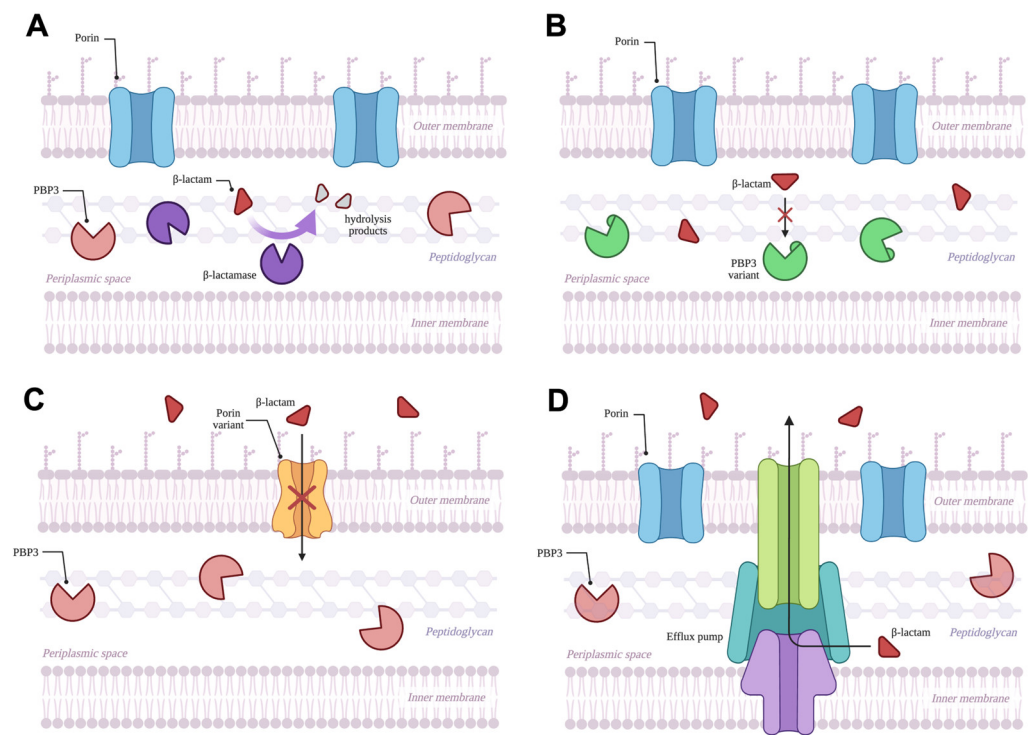 A
Porin
Outer membrane
PBP3
β-lactam
hydrolysis
products
β-lactamase
Peptidoglycan
Periplasmic space
Inner membrane
B
Porin
Outer membrane
β-lactam
PBP3
variant
Peptidoglycan
Periplasmic space
Inner membrane
C
β-lactam
Porin
variant
Outer membrane
PBP3
Peptidoglycan
Periplasmic space
Inner membrane
D
Porin
Outer membrane
PBP3
Efflux pump
β-lactam
Peptidoglycan
Periplasmic space
Inner membrane